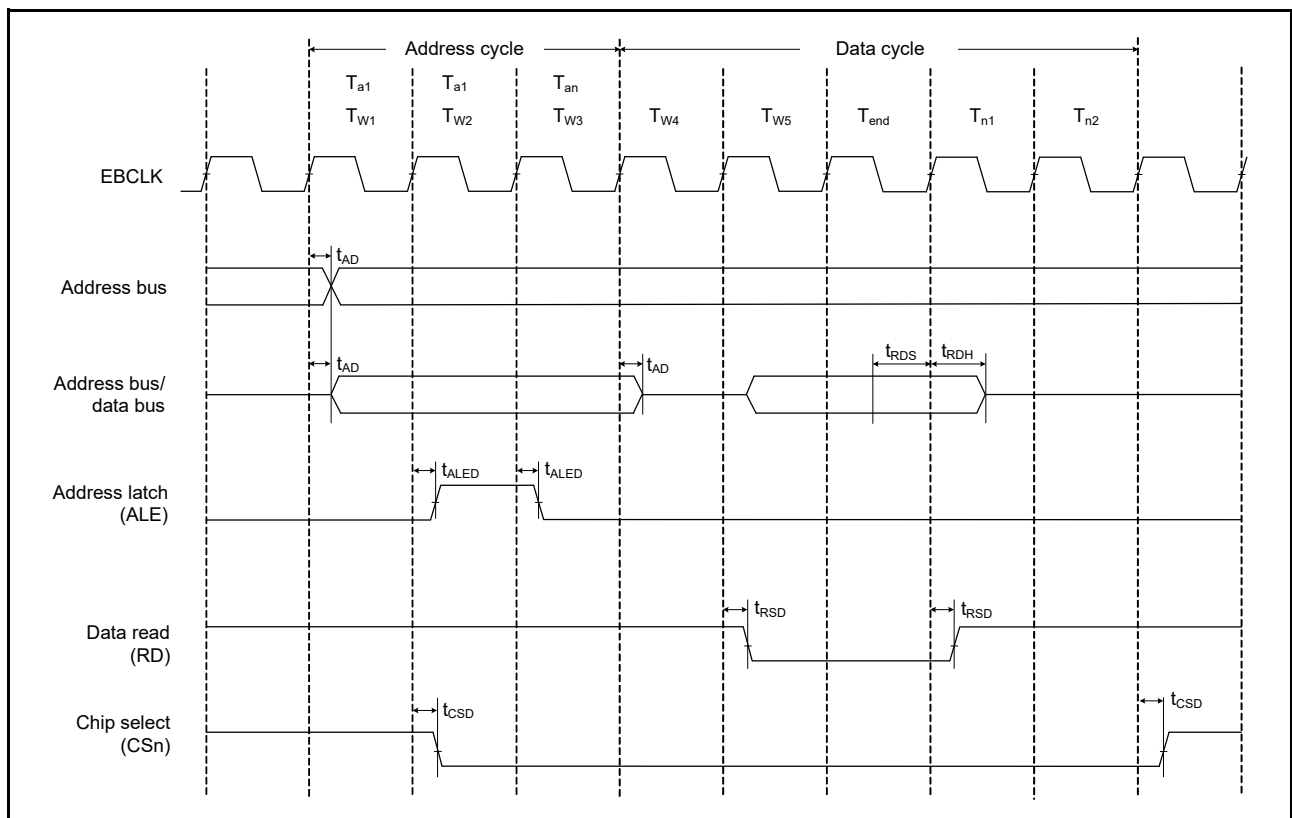 Address cycle Data cycle
Ta1 Ta1 Tan
TW1 TW2 TW3 TW4 TW5 Tend Tn1 Tn2
EBCLK
tAD
Address bus
tRDS tRDH
tAD tAD
Address bus/
data bus
tALED tALED
Address latch
(ALE)
tRSD tRSD
Data read
(RD)
tCSD tCSD
Chip select
(CSn)